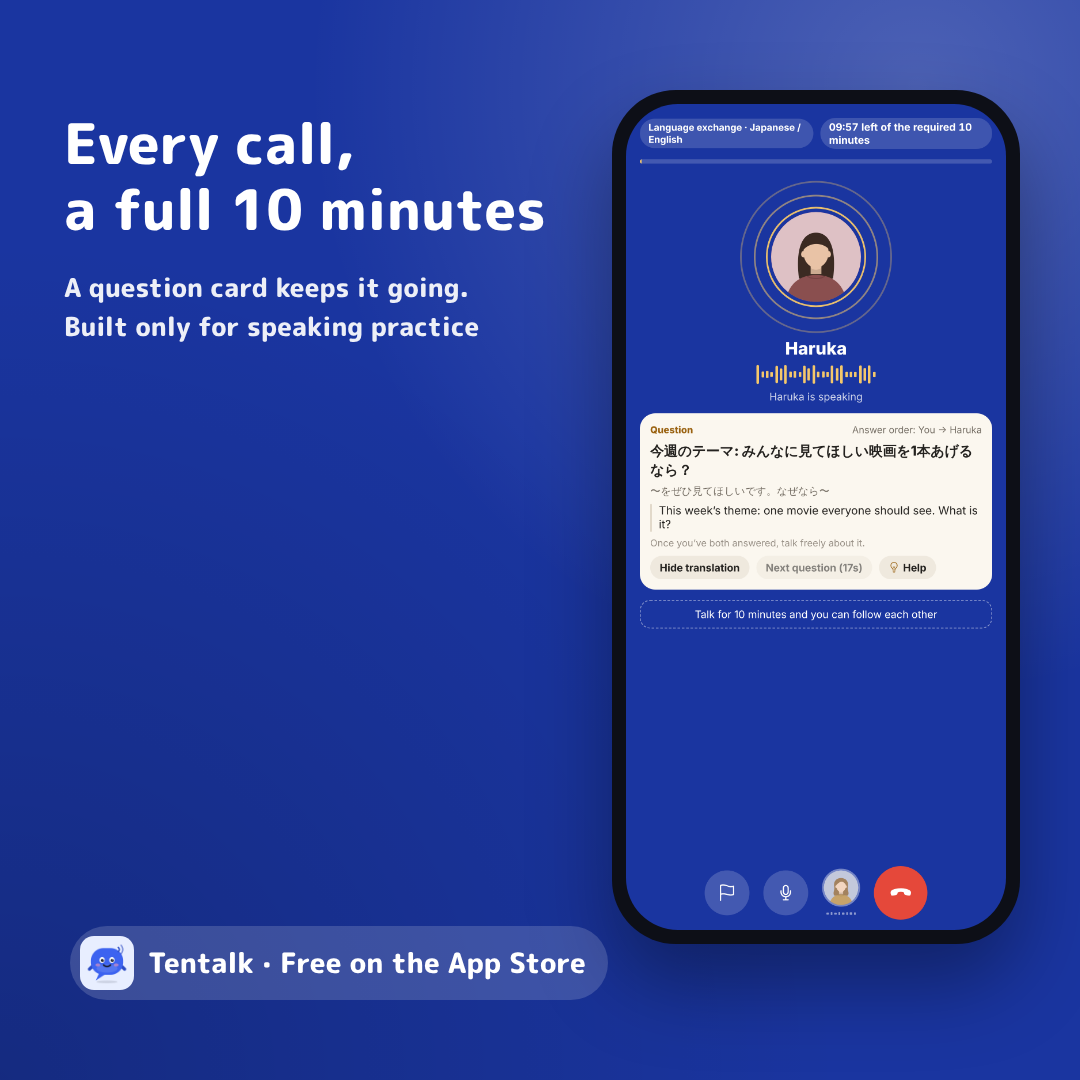 Every call,
a full 10 minutes
A question card keeps it going.
Built only for speaking practice
Language exchange · Japanese /
English
09:57 left of the required 10
minutes
Haruka
Haruka is speaking
Question
Answer order: You → Haruka
今週のテーマ: みんなに見てほしい映画を1本あげる
なら？
〜をぜひ見てほしいです。なぜなら〜
This week's theme: one movie everyone should see. What is
it?
Once you've both answered, talk freely about it.
Hide translation
Next question (17s)
Help
Talk for 10 minutes and you can follow each other
Tentalk · Free on the App Store